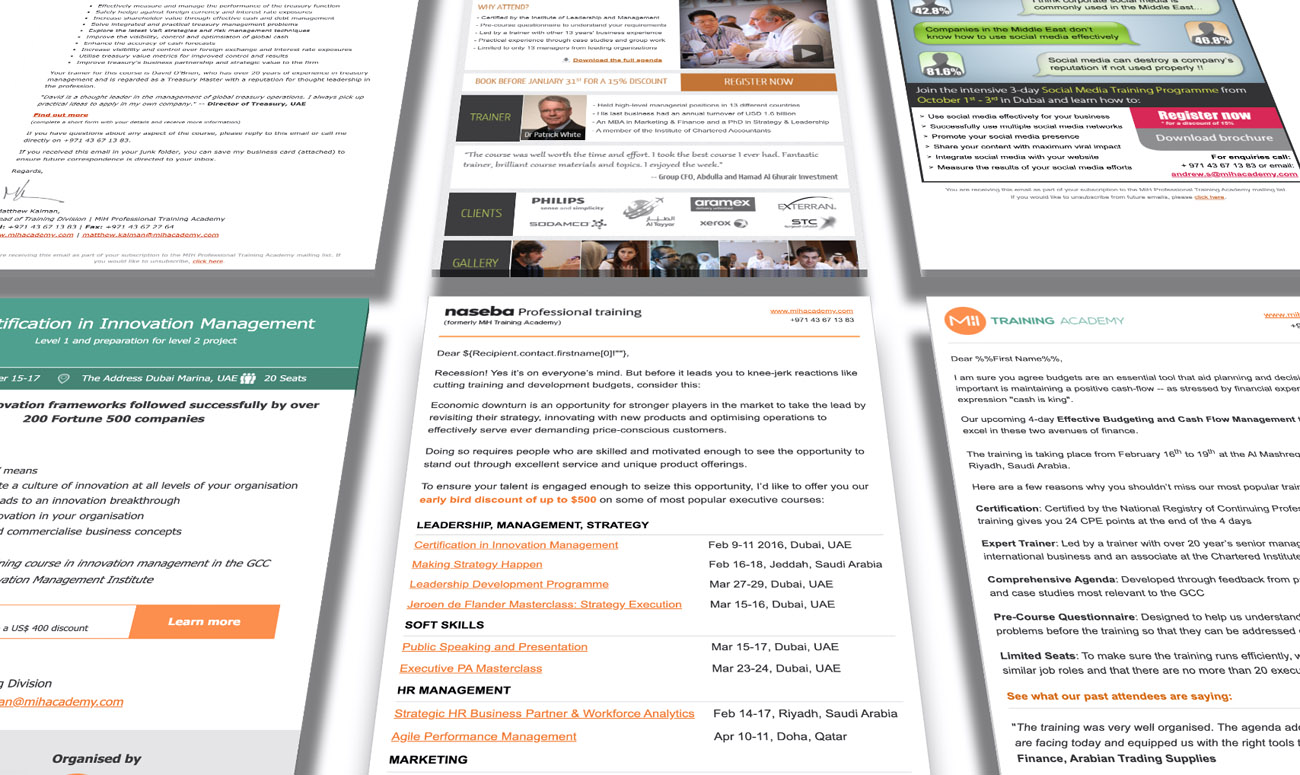 Effectively measure and manage the performance of the treasury function
Safely hedge against foreign currency and interest rate exposures
Increase shareholder value through effective cash and debt management
Solve integrated and practical treasury management problems
Explore the latest VaR strategies and risk management techniques
Improve the visibility, control and optimisation of global cash
Enhance the accuracy of cash forecasts
Increase visibility and control over foreign exchange and interest rate exposures
Utilise treasury value metrics for improved control and results
Improve treasury's business partnership and strategic value to the firm
Your trainer for this course is David O'Brien, who has over 20 years of experience in treasury
management and is regarded as a Treasury Master with a reputation for thought leadership in
the profession.
"David is a thought leader in the management of global treasury operations. I always pick up
practical ideas to apply in my own company." -- Director of Treasury, UAE
Find out more
(complete a short form with your details and receive more information)
If you have questions about any aspect of the course, please reply to this email or call me
directly on +971 43 67 13 83.
If you received this email in your junk folder, you can save my business card (attached) to
ensure future correspondence is directed to your inbox.
Regards,
Matthew Kalman,
ead of Training Division | MIH Professional Training Academy
: +971 43 67 13 83 | Fax: +971 43 67 27 64
w.mihacademy.com | matthew.kalman@mihacademy.com
re receiving this email as part of your subscription to the MIH Professional Training Academy mailing list. If
you would like to unsubscribe, click here.
WHY ATTEND?
- Certified by the Institute of Leadership and Management
- Pre-course questionnaire to understand your requirements
- Led by a trainer with other 13 years' business experience
- Practical experience through case studies and group work
- Limited to only 13 managers from leading organizations
Download the full agenda
BOOK BEFORE JANUARY 31ST FOR A 15% DISCOUNT
REGISTER NOW
TRAINER
Dr Patrick White
- Held high-level managerial positions in 13 different countries
- His last business had an annual turnover of USD 1.6 billion
- An MBA in Marketing & Finance and a PhD in Strategy & Leadership
- A member of the Institute of Chartered Accountants
"The course was well worth the time and effort. I took the best course I ever had. Fantastic
trainer, brilliant course materials and topics. I enjoyed the week."
-- Group CFO, Abdulla and Hamad Al Ghurair Investment
CLIENTS
PHILIPS
sense and simplicity
SODAMCO
الطيار
Al Tayyar
aramex
xerox
EXTERRAN.
STC
GALLERY
42.8%
I think corporate social media is
commonly used in the Middle East...
Companies in the Middle East don't
know how to use social media effectively
46.8%
81.6%
Social media can destroy a company's
reputation if not used properly !!
Join the intensive 3-day Social Media Training Programme from
October 1st - 3rd in Dubai and learn how to:
➢ Use social media effectively for your business
➢ Successfully use multiple social media networks
➢ Promote your social media presence
➢ Share your content with maximum viral impact
➢ Integrate social media with your website
➢ Measure the results of your social media efforts
Register now
* for a discount of 15%
Download brochure
For enquiries call:
+ 971 43 67 13 83 or email:
andrew.s@mihacademy.com
You are receiving this email as part of your subscription to the MIH Professional Training Academy mailing list.
If you would like to unsubscribe from future emails, please click here.
tification in Innovation Management
Level 1 and preparation for level 2 project
er 15-17
The Address Dubai Marina, UAE
20 Seats
ovation frameworks followed successfully by over
200 Fortune 500 companies
means
te a culture of innovation at all levels of your organisation
ads to an innovation breakthrough
ovation in your organisation
d commercialise business concepts
ning course in innovation management in the GCC
vation Management Institute
a US$ 400 discount
Learn more
g Division
an@mihacademy.com
Organised by
naseba Professional training
(formerly MiH Training Academy)
www.mihacademy.com
+971 43 67 13 83
Dear ${Recipient.contact.firstname[0]!""},
Recession! Yes it's on everyone's mind. But before it leads you to knee-jerk reactions like
cutting training and development budgets, consider this:
Economic downturn is an opportunity for stronger players in the market to take the lead by
revisiting their strategy, innovating with new products and optimising operations to
effectively serve ever demanding price-conscious customers.
Doing so requires people who are skilled and motivated enough to see the opportunity to
stand out through excellent service and unique product offerings.
To ensure your talent is engaged enough to seize this opportunity, I'd like to offer you our
early bird discount of up to $500 on some of most popular executive courses:
LEADERSHIP, MANAGEMENT, STRATEGY
Certification in Innovation Management Feb 9-11 2016, Dubai, UAE
Making Strategy Happen Feb 16-18, Jeddah, Saudi Arabia
Leadership Development Programme Mar 27-29, Dubai, UAE
Jeroen de Flander Masterclass: Strategy Execution Mar 15-16, Dubai, UAE
SOFT SKILLS
Public Speaking and Presentation Mar 15-17, Dubai, UAE
Executive PA Masterclass Mar 23-24, Dubai, UAE
HR MANAGEMENT
Strategic HR Business Partner & Workforce Analytics Feb 14-17, Riyadh, Saudi Arabia
Agile Performance Management Apr 10-11, Doha, Qatar
MARKETING
MIH TRAINING ACADEMY
www.mi
+9
Dear %%First Name%%,
I am sure you agree budgets are an essential tool that aid planning and decisi
important is maintaining a positive cash-flow -- as stressed by financial exper
expression "cash is king".
Our upcoming 4-day Effective Budgeting and Cash Flow Management
excel in these two avenues of finance.
The training is taking place from February 16th to 19th at the Al Mashreq
Riyadh, Saudi Arabia.
Here are a few reasons why you shouldn't miss our most popular train
Certification: Certified by the National Registry of Continuing Profes
training gives you 24 CPE points at the end of the 4 days
Expert Trainer: Led by a trainer with over 20 year's senior manag
international business and an associate at the Chartered Institute
Comprehensive Agenda: Developed through feedback from p
and case studies most relevant to the GCC
Pre-Course Questionnaire: Designed to help us understand
problems before the training so that they can be addressed
Limited Seats: To make sure the training runs efficiently, w
similar job roles and that there are no more than 20 execu
See what our past attendees are saying:
"The training was very well organised. The agenda ade
are facing today and equipped us with the right tools t
Finance, Arabian Trading Supplies